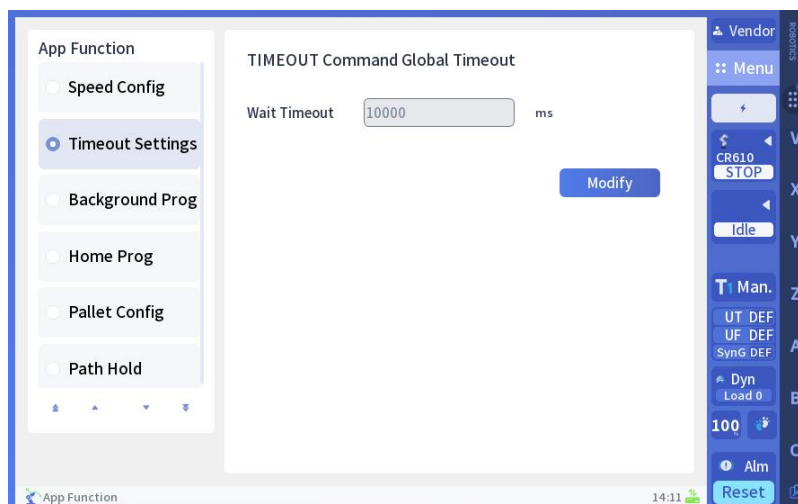 App Function
Speed Config
Timeout Settings
Background Prog
Home Prog
Pallet Config
Path Hold
TIMEOUT Command Global Timeout
Wait Timeout 10000 ms
Modify
Vendor
Menu
CR610
STOP
Idle
T1 Man.
UT DEF
UF DEF
SynG DEF
Dyn
Load 0
100 %
Alm
Reset
ROBOTICS
V
X
Y
Z
A
B
C
App Function
14:11